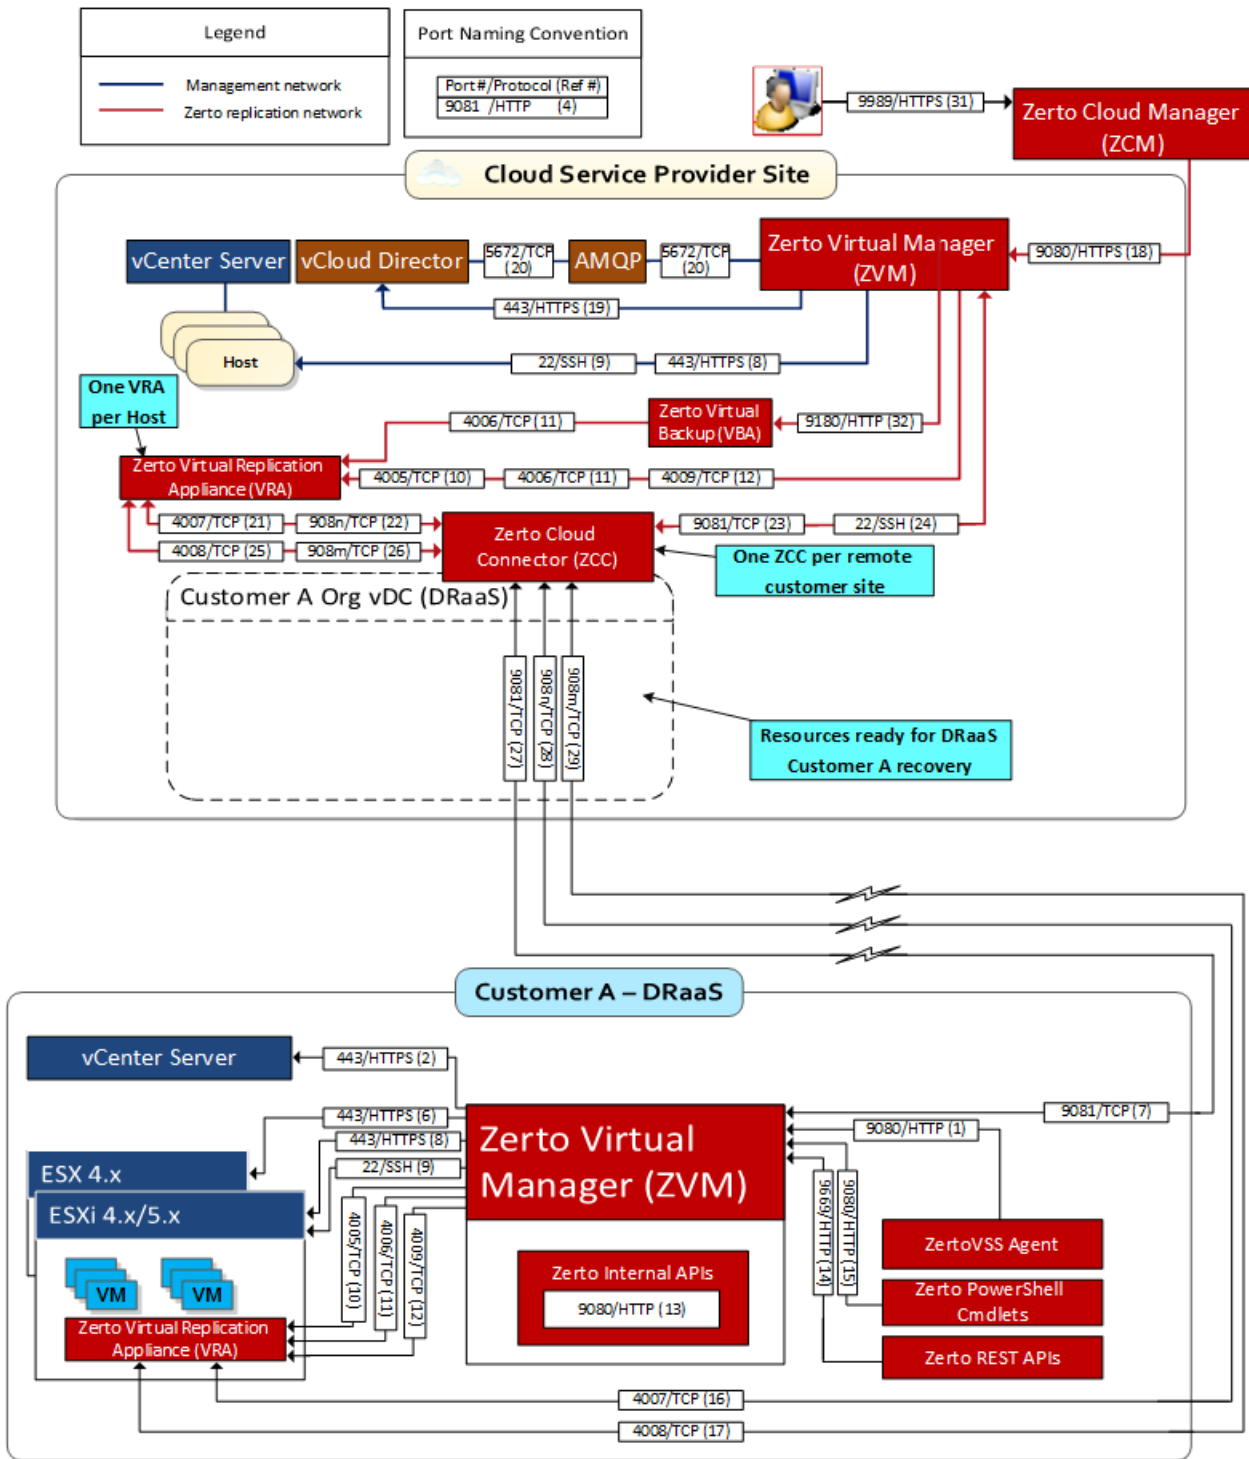 Legend
Management network
Zerto replication network
Port Naming Convention
Port#/Protocol (Ref #)
9081 /HTTP (4)
9989/HTTPS (31)
Zerto Cloud Manager
(ZCM)
Cloud Service Provider Site
vCenter Server
vCloud Director
5672/TCP
(20)
AMQP
5672/TCP
(20)
Zerto Virtual Manager
(ZVM)
9080/HTTPS (18)
443/HTTPS (19)
Host
22/SSH (9)
443/HTTPS (8)
One VRA
per Host
4006/TCP (11)
Zerto Virtual
Backup (VBA)
9180/HTTP (32)
Zerto Virtual Replication
Appliance (VRA)
4005/TCP (10)
4006/TCP (11)
4009/TCP (12)
4007/TCP (21)
908n/TCP (22)
4008/TCP (25)
908m/TCP (26)
Zerto Cloud
Connector (ZCC)
9081/TCP (23)
22/SSH (24)
One ZCC per remote
customer site
Customer A Org vDC (DRaaS)
9081/TCP (27)
908n/TCP (28)
908m/TCP (29)
Resources ready for DRaaS
Customer A recovery
Customer A – DRaaS
vCenter Server
443/HTTPS (2)
443/HTTPS (6)
443/HTTPS (8)
22/SSH (9)
ESX 4.x
ESXi 4.x/5.x
VM
VM
Zerto Virtual Replication
Appliance (VRA)
4005/TCP (10)
4006/TCP (11)
4009/TCP (12)
Zerto Virtual
Manager (ZVM)
Zerto Internal APIs
9080/HTTP (13)
9081/TCP (7)
9080/HTTP (1)
9669/HTTP (14)
9080/HTTP (15)
ZertoVSS Agent
Zerto PowerShell
Cmdlets
Zerto REST APIs
4007/TCP (16)
4008/TCP (17)